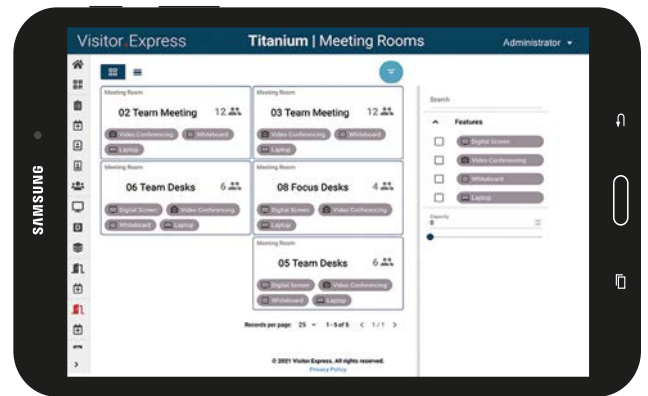 SAMSUNG
Visitor.Express
Titanium | Meeting Rooms
Administrator
Meeting Room
02 Team Meeting 12
Video Conferencing Whiteboard
Laptop
Meeting Room
03 Team Meeting 12
Video Conferencing Whiteboard
Laptop
Meeting Room
06 Team Desks 6
Digital Screen Video Conferencing
Whiteboard Laptop
Meeting Room
08 Focus Desks 4
Digital Screen Video Conferencing
Whiteboard Laptop
Meeting Room
05 Team Desks 6
Digital Screen Video Conferencing
Whiteboard Laptop
Records per page: 25 1-5 of 5 < 1/1 >
© 2021 Visitor.Express. All rights reserved.
Privacy Policy
Search
Features
Digital Screen
Video Conferencing
Whiteboard
Laptop
Capacity
0